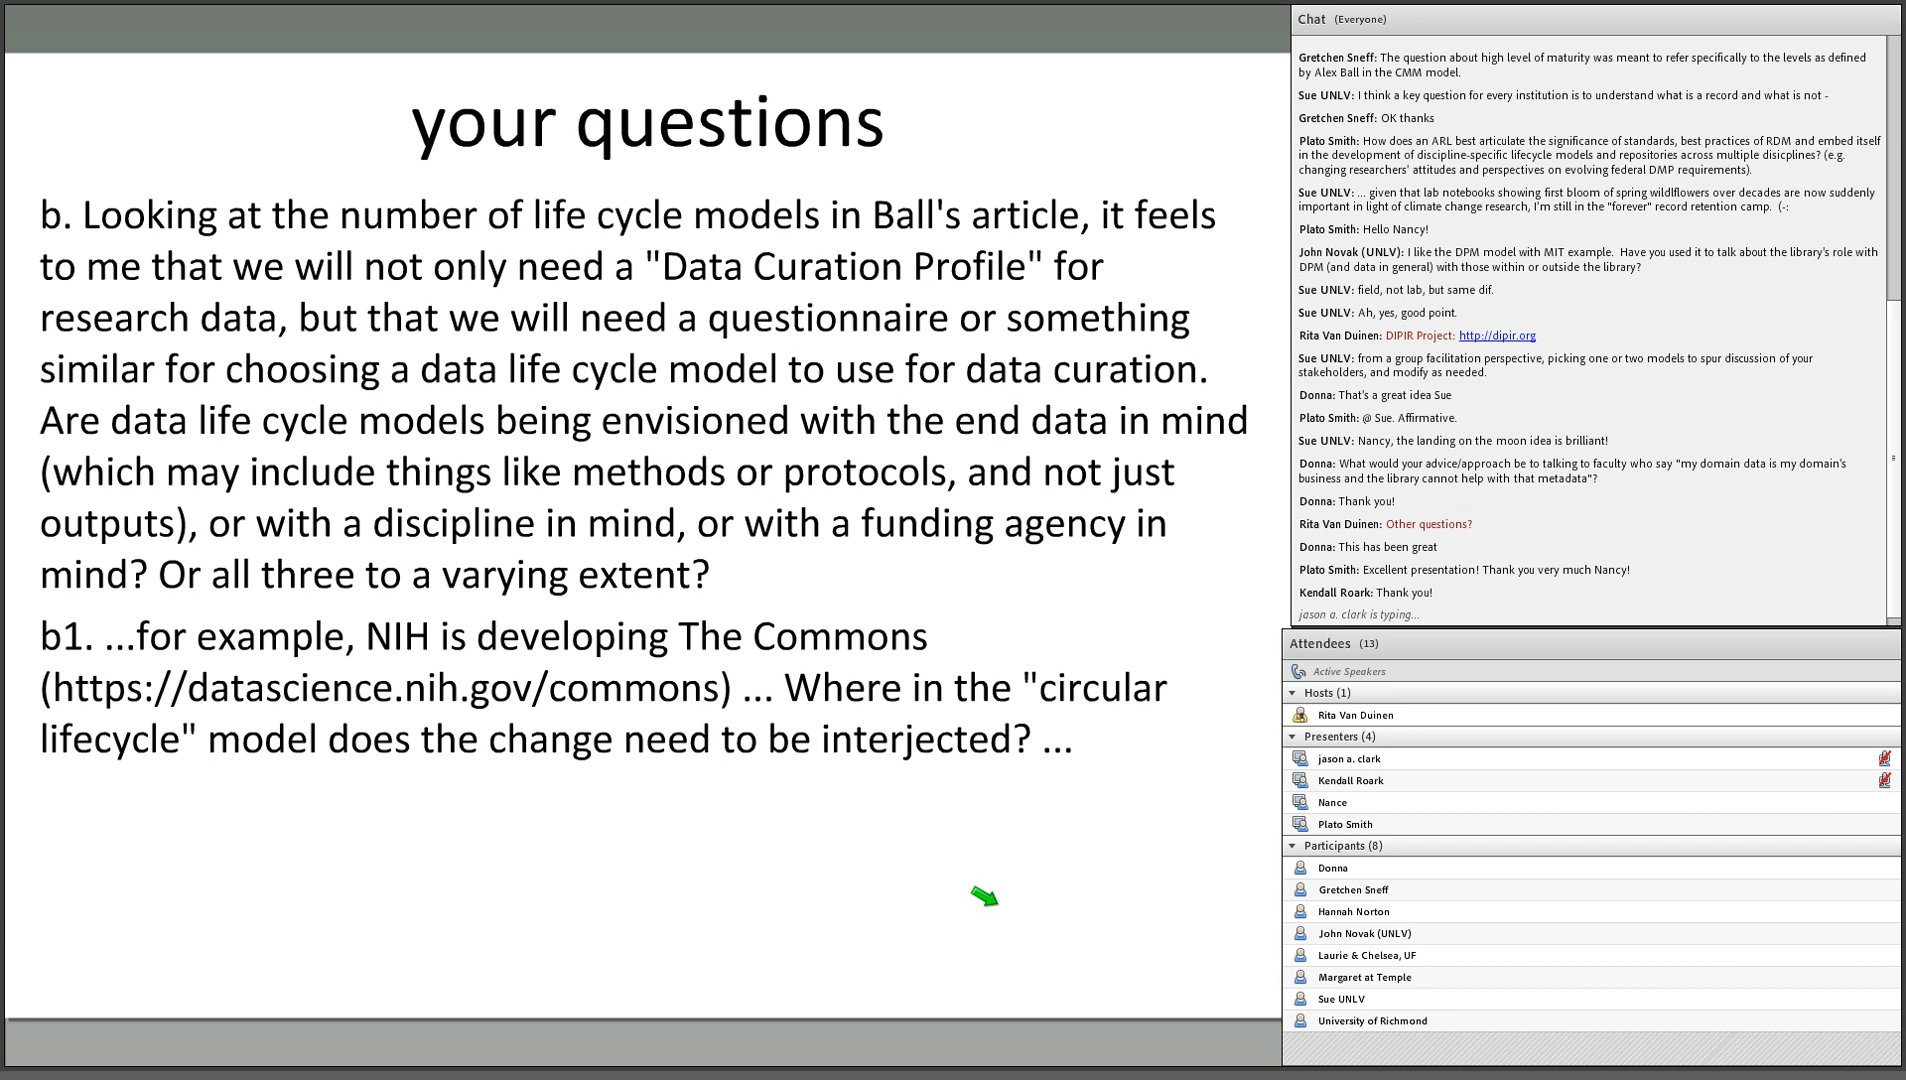 your questions
b. Looking at the number of life cycle models in Ball's article, it feels
to me that we will not only need a "Data Curation Profile" for
research data, but that we will need a questionnaire or something
similar for choosing a data life cycle model to use for data curation.
Are data life cycle models being envisioned with the end data in mind
(which may include things like methods or protocols, and not just
outputs), or with a discipline in mind, or with a funding agency in
mind? Or all three to a varying extent?
b1. ...for example, NIH is developing The Commons
(https://datascience.nih.gov/commons) ... Where in the "circular
lifecycle" model does the change need to be interjected? ...
Chat (Everyone)
Gretchen Sneff: The question about high level of maturity was meant to refer specifically to the levels as defined
by Alex Ball in the CMM model.
Sue UNLV: I think a key question for every institution is to understand what is a record and what is not -
Gretchen Sneff: OK thanks
Plato Smith: How does an ARL best articulate the significance of standards, best practices of RDM and embed itself
in the development of discipline-specific lifecycle models and repositories across multiple disicplines? (e.g.
changing researchers' attitudes and perspectives on evolving federal DMP requirements).
Sue UNLV: ... given that lab notebooks showing first bloom of spring wildlflowers over decades are now suddenly
important in light of climate change research, I'm still in the "forever" record retention camp. (-:
Plato Smith: Hello Nancy!
John Novak (UNLV): I like the DPM model with MIT example. Have you used it to talk about the library's role with
DPM (and data in general) with those within or outside the library?
Sue UNLV: field, not lab, but same dif.
Sue UNLV: Ah, yes, good point.
Rita Van Duinen: DIPIR Project: http://dipir.org
Sue UNLV: from a group facilitation perspective, picking one or two models to spur discussion of your
stakeholders, and modify as needed.
Donna: That's a great idea Sue
Plato Smith: @ Sue. Affirmative.
Sue UNLV: Nancy, the landing on the moon idea is brilliant!
Donna: What would your advice/approach be to talking to faculty who say "my domain data is my domain's
business and the library cannot help with that metadata"?
Donna: Thank you!
Rita Van Duinen: Other questions?
Donna: This has been great
Plato Smith: Excellent presentation! Thank you very much Nancy!
Kendall Roark: Thank you!
jason a. clark is typing...
Attendees (13)
Active Speakers
Hosts (1)
Rita Van Duinen
Presenters (4)
jason a. clark
Kendall Roark
Nance
Plato Smith
Participants (8)
Donna
Gretchen Sneff
Hannah Norton
John Novak (UNLV)
Laurie & Chelsea, UF
Margaret at Temple
Sue UNLV
University of Richmond